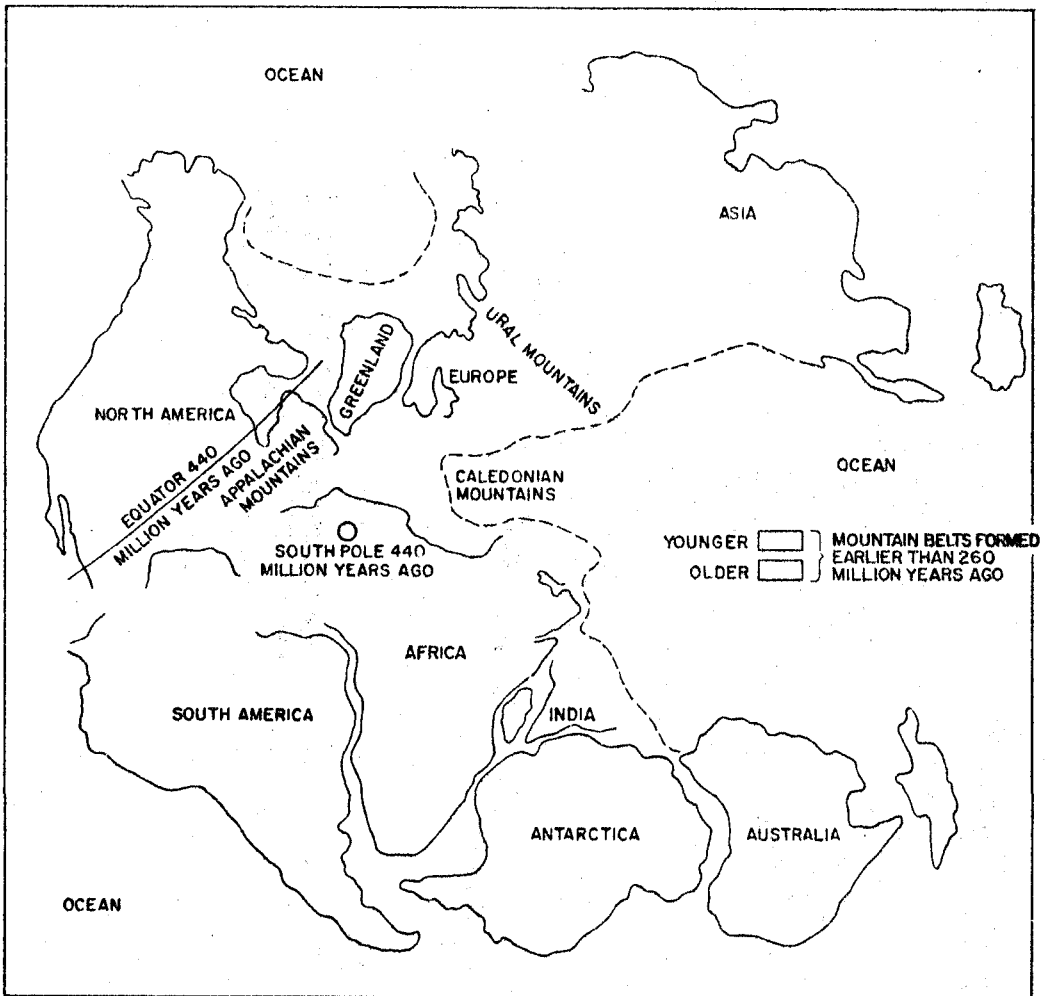 OCEAN
ASIA
URAL MOUNTAINS
GREENLAND
EUROPE
NORTH AMERICA
EQUATOR 440
MILLION YEARS AGO
APPALACHIAN
MOUNTAINS
CALEDONIAN
MOUNTAINS
OCEAN
SOUTH POLE 440
MILLION YEARS AGO
YOUNGER
OLDER
MOUNTAIN BELTS FORMED
EARLIER THAN 260
MILLION YEARS AGO
AFRICA
SOUTH AMERICA
INDIA
ANTARCTICA
AUSTRALIA
OCEAN